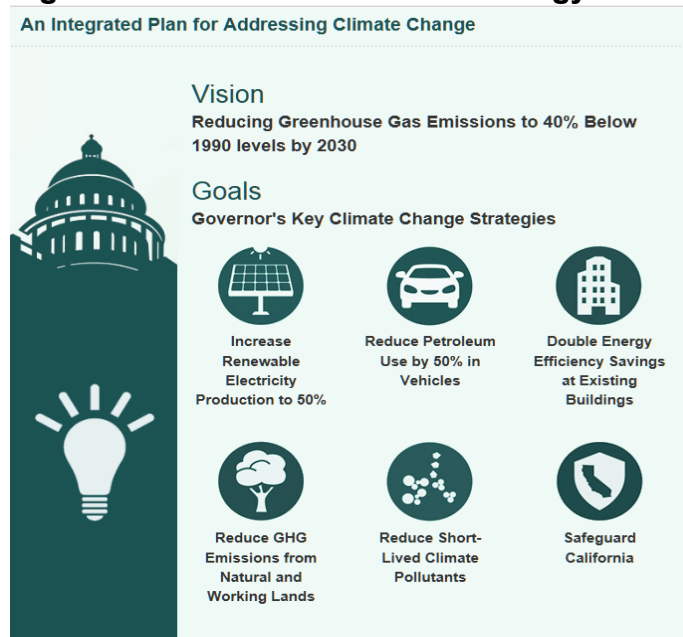 An Integrated Plan for Addressing Climate Change
Vision
Reducing Greenhouse Gas Emissions to 40% Below
1990 levels by 2030
Goals
Governor's Key Climate Change Strategies
Increase
Renewable
Electricity
Production to 50%
Reduce Petroleum
Use by 50% in
Vehicles
Double Energy
Efficiency Savings
at Existing
Buildings
Reduce GHG
Emissions from
Natural and
Working Lands
Reduce Short-
Lived Climate
Pollutants
Safeguard
California